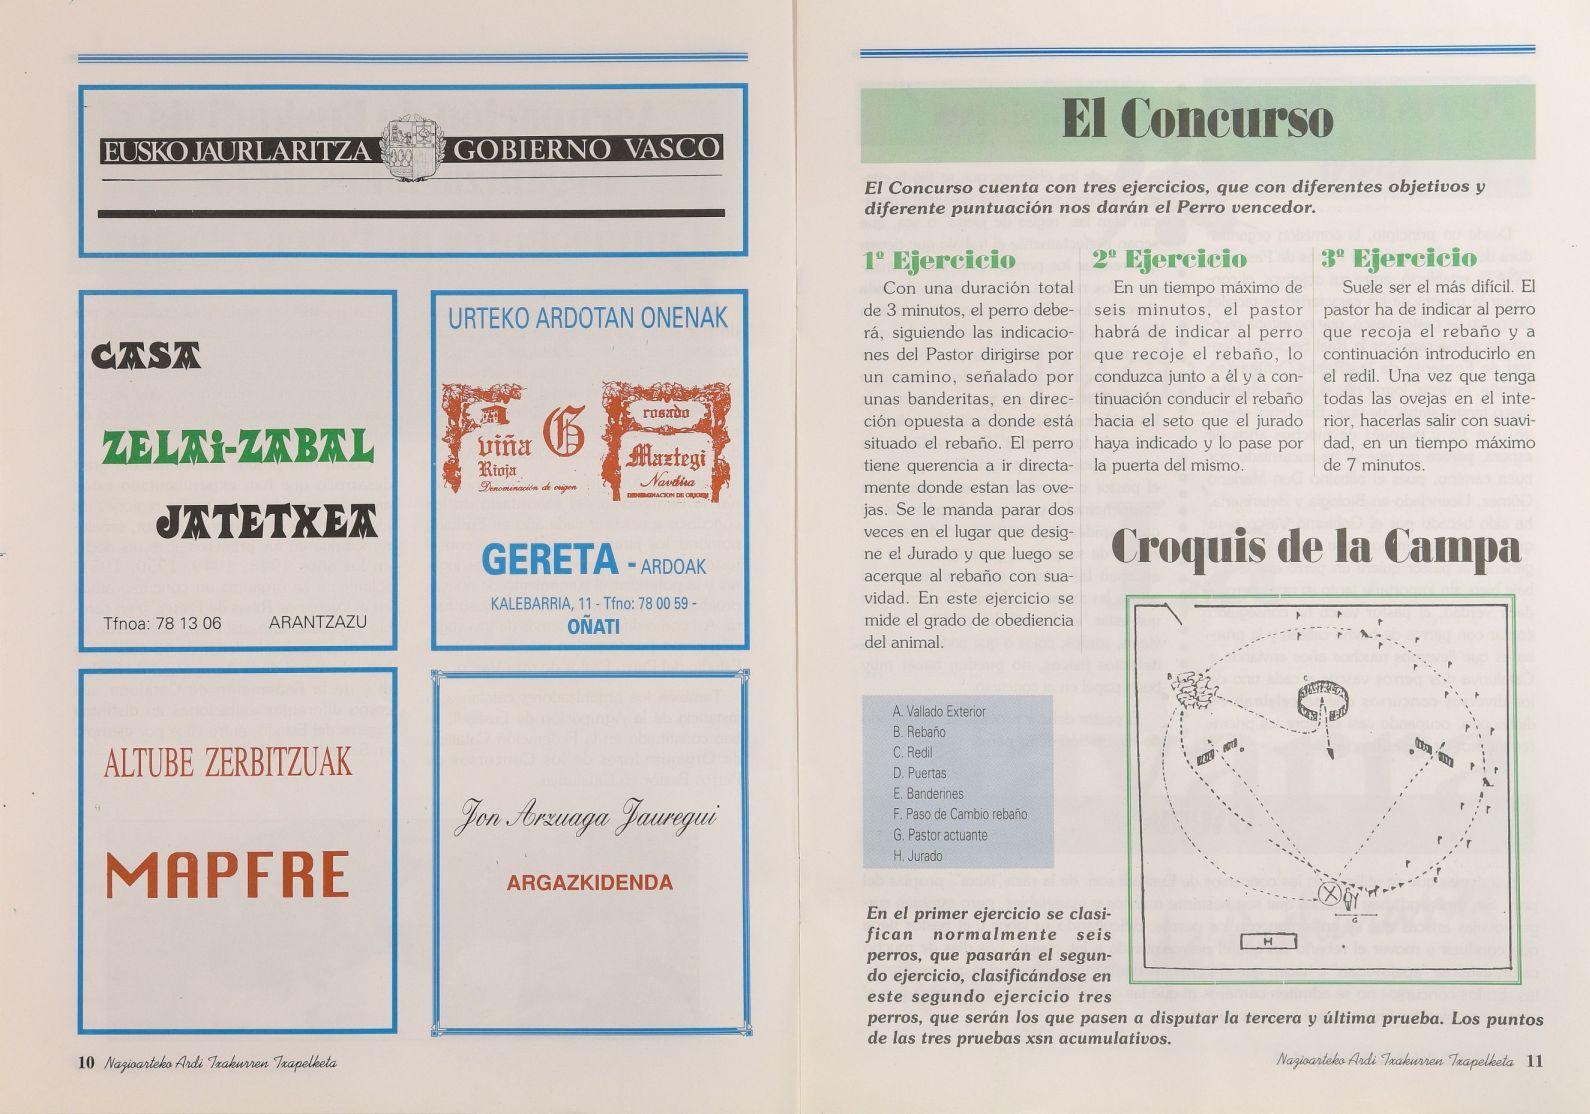 EUSKO JAURLARITZA GOBIERNO VASCO
CASA
ZELAi-ZABAL
JATETXEA
Tfnoa: 78 13 06 ARANTZAZU
URTEKO ARDOTAN ONENAK
viña G
Rioja
Denominación de origen
rosado
Maztegi
Navarra
DENOMINACION DE ORIGEN
GERETA - ARDOAK
KALEBARRIA, 11 - Tfno: 78 00 59 -
OÑATI
ALTUBE ZERBITZUAK
MAPFRE
Jon Arzuaga Jauregui
ARGAZKIDENDA
10 Nazioarteko Ardi Txakurren Txapelketa
El Concurso
El Concurso cuenta con tres ejercicios, que con diferentes objetivos y
diferente puntuación nos darán el Perro vencedor.
1º Ejercicio
Con una duración total
de 3 minutos, el perro debe-
rá, siguiendo las indicacio-
nes del Pastor dirigirse por
un camino, señalado por
unas banderitas, en direc-
ción opuesta a donde está
situado el rebaño. El perro
tiene querencia a ir directa-
mente donde estan las ove-
jas. Se le manda parar dos
veces en el lugar que desig-
ne el Jurado y que luego se
acerque al rebaño con sua-
vidad. En este ejercicio se
mide el grado de obediencia
del animal.
2º Ejercicio
En un tiempo máximo de
seis minutos, el pastor
habrá de indicar al perro
que recoje el rebaño, lo
conduzca junto a él y a con-
tinuación conducir el rebaño
hacia el seto que el jurado
haya indicado y lo pase por
la puerta del mismo.
3º Ejercicio
Suele ser el más difícil. El
pastor ha de indicar al perro
que recoja el rebaño y a
continuación introducirlo en
el redil. Una vez que tenga
todas las ovejas en el inte-
rior, hacerlas salir con suavi-
dad, en un tiempo máximo
de 7 minutos.
A. Vallado Exterior
B. Rebaño
C. Redil
D. Puertas
E. Banderines
F. Paso de Cambio rebaño
G. Pastor actuante
H. Jurado
Croquis de la Campa
B
C
D
D
G
H
En el primer ejercicio se clasi-
fican normalmente seis
perros, que pasarán el segun-
do ejercicio, clasificándose en
este segundo ejercicio tres
perros, que serán los que pasen a disputar la tercera y última prueba. Los puntos
de las tres pruebas xsn acumulativos.
Nazioarteko Ardi Txakurren Txapelketa 11